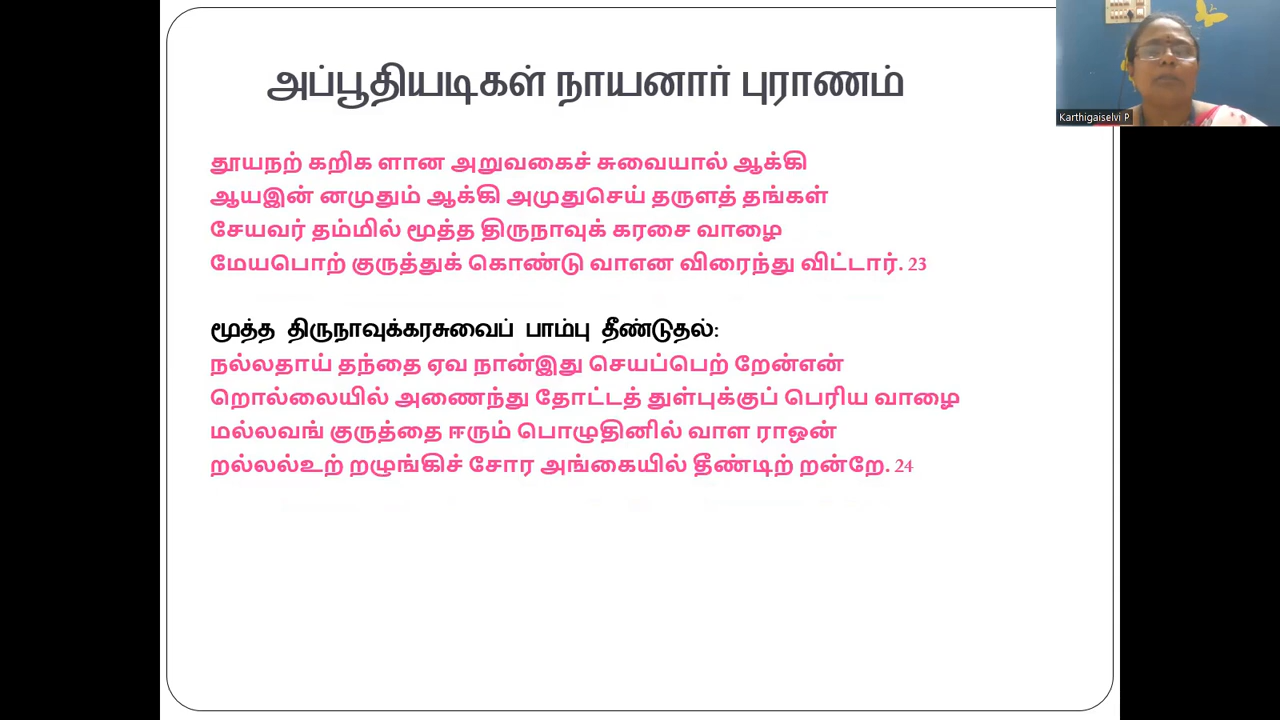 அப்பூதியடிகள் நாயனார் புராணம்
தூயநற் கறிக ளான அறுவகைச் சுவையால் ஆக்கி
ஆயஇன் னமுதும் ஆக்கி அமுதுசெய் தருளத் தங்கள்
சேயவர் தம்மில் மூத்த திருநாவுக் கரசை வாழை
மேயபொற் குருத்துக் கொண்டு வாஎன விரைந்து விட்டார். 23
மூத்த திருநாவுக்கரசுவைப் பாம்பு தீண்டுதல்:
நல்லதாய் தந்தை ஏவ நான்இது செயப்பெற் றேன்என்
றொல்லையில் அணைந்து தோட்டத் துள்புக்குப் பெரிய வாழை
மல்லவங் குருத்தை ஈரும் பொழுதினில் வாள ராஒன்
றல்லல்உற் றழுங்கிச் சோர அங்கையில் தீண்டிற் றன்றே. 24
Karthigaiselvi P